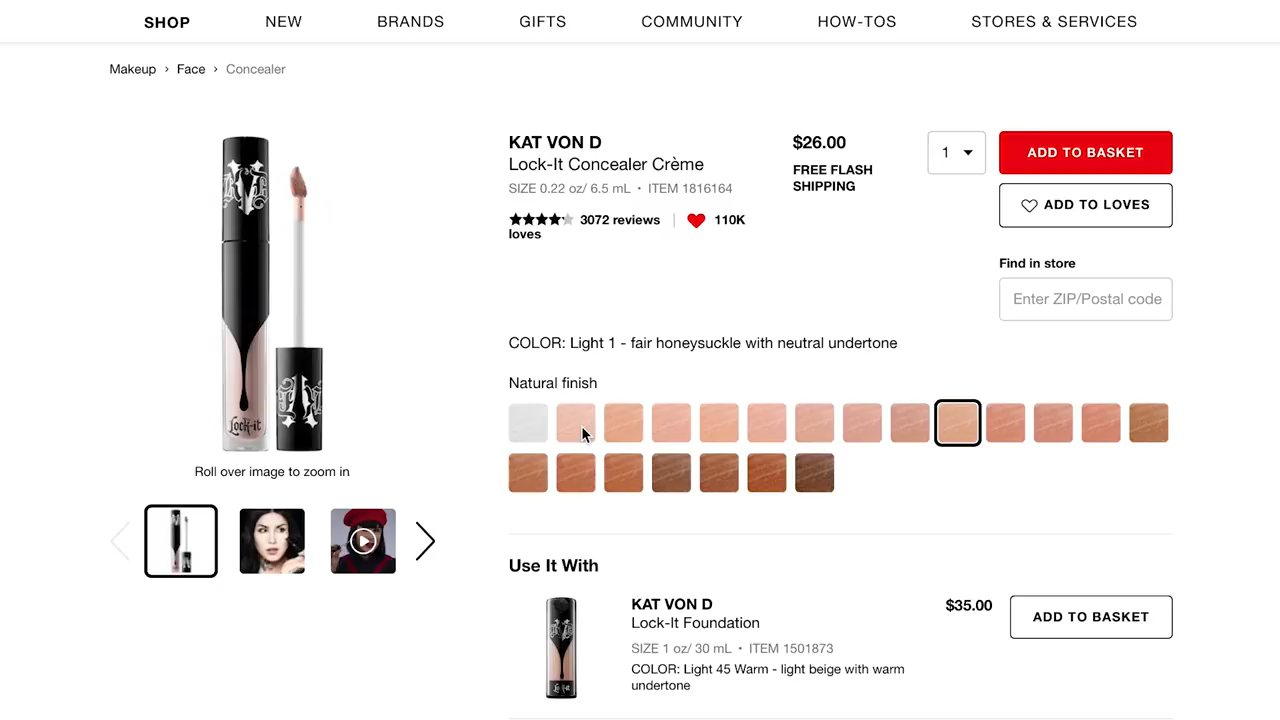 SHOP NEW BRANDS GIFTS COMMUNITY HOW-TOS STORES & SERVICES
Makeup › Face › Concealer
KAT VON D
Lock-It Concealer Crème
SIZE 0.22 oz/ 6.5 mL • ITEM 1816164
3072 reviews | 110K
loves
$26.00
FREE FLASH
SHIPPING
1
ADD TO BASKET
ADD TO LOVES
Find in store
Enter ZIP/Postal code
Lock-it
Roll over image to zoom in
COLOR: Light 1 - fair honeysuckle with neutral undertone
Natural finish
Use It With
KAT VON D
Lock-It Foundation
SIZE 1 oz/ 30 mL • ITEM 1501873
COLOR: Light 45 Warm - light beige with warm
undertone
$35.00
ADD TO BASKET
Lock-it